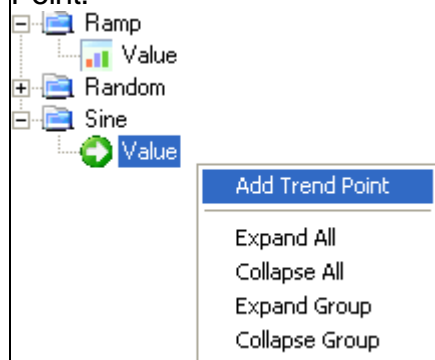 Point.
Ramp
Value
Random
Sine
Value
Add Trend Point
Expand All
Collapse All
Expand Group
Collapse Group